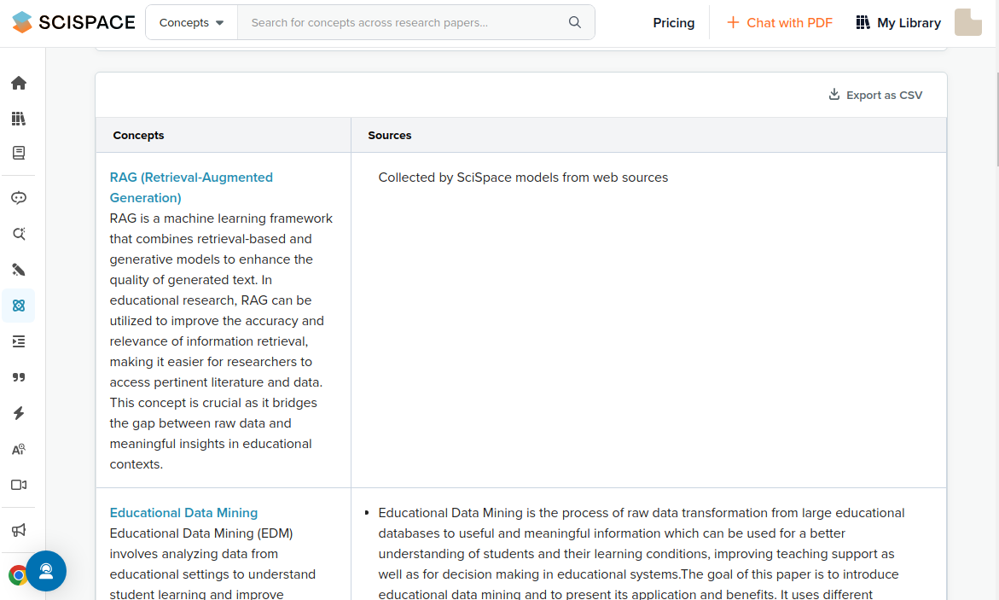 SCISPACE
Concepts
Search for concepts across research papers...
Pricing
Chat with PDF
My Library
Export as CSV
Concepts
Sources
RAG (Retrieval-Augmented
Generation)
RAG is a machine learning framework
that combines retrieval-based and
generative models to enhance the
quality of generated text. In
educational research, RAG can be
utilized to improve the accuracy and
relevance of information retrieval,
making it easier for researchers to
access pertinent literature and data.
This concept is crucial as it bridges
the gap between raw data and
meaningful insights in educational
contexts.
Collected by SciSpace models from web sources
Educational Data Mining
Educational Data Mining (EDM)
involves analyzing data from
educational settings to understand
student learning and improve
Educational Data Mining is the process of raw data transformation from large educational
databases to useful and meaningful information which can be used for a better
understanding of students and their learning conditions, improving teaching support as
well as for decision making in educational systems.The goal of this paper is to introduce
educational data mining and to present its application and benefits. It uses different